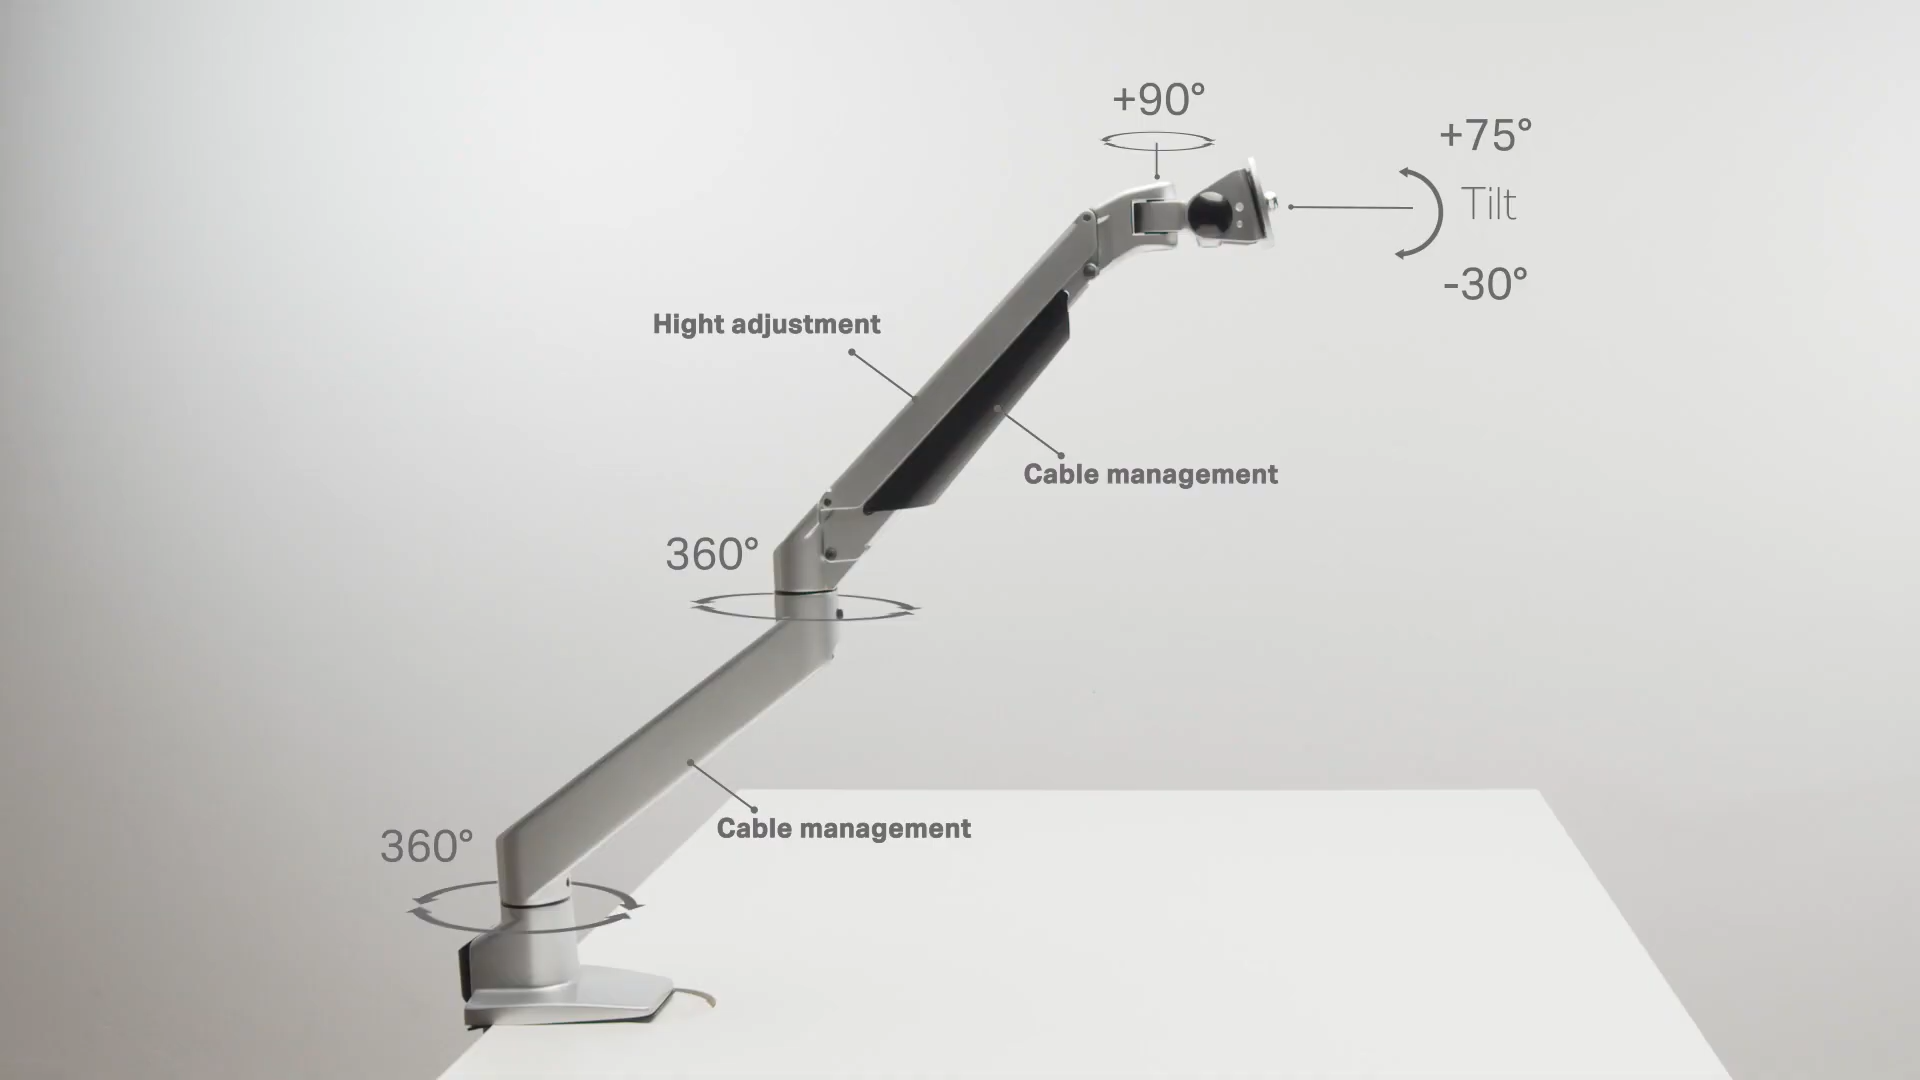 +90°
+75°
Tilt
-30°
Hight adjustment
Cable management
360°
Cable management
360°